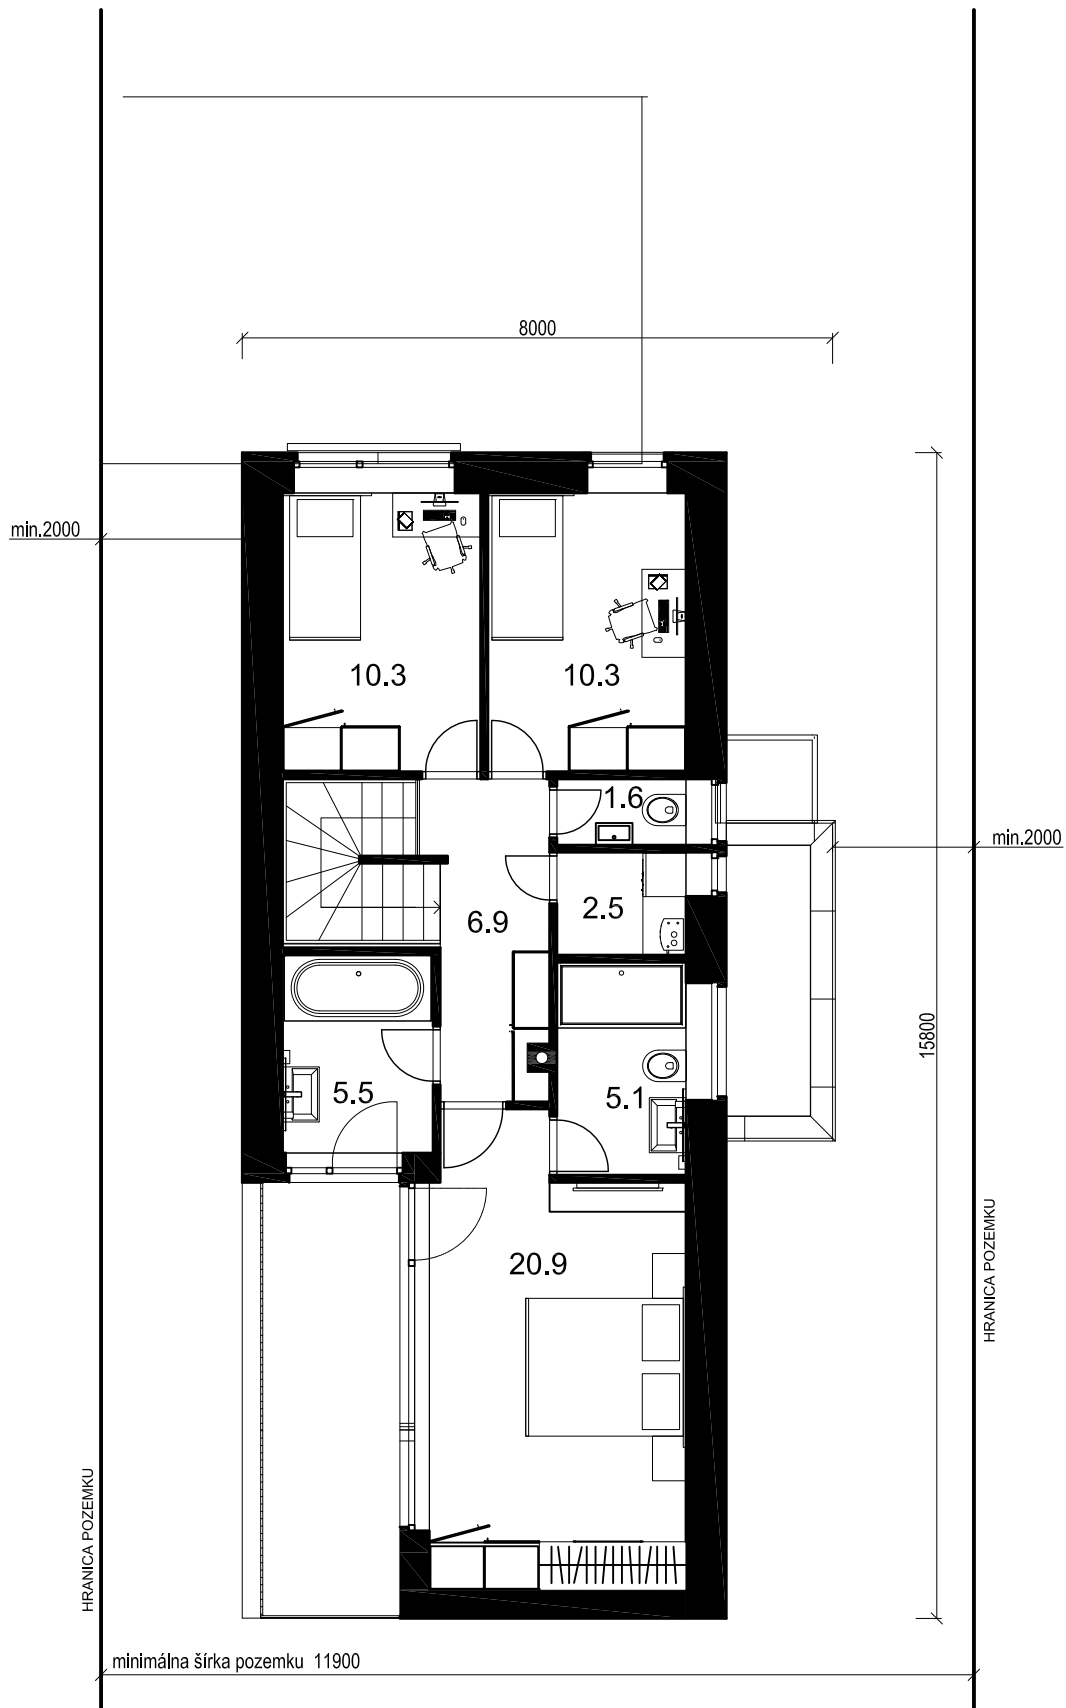 8000
min.2000
10.3
10.3
1.6
min.2000
2.5
6.9
15800
5.5
5.1
20.9
HRANICA POZEMKU
HRANICA POZEMKU
minimálna šírka pozemku 11900